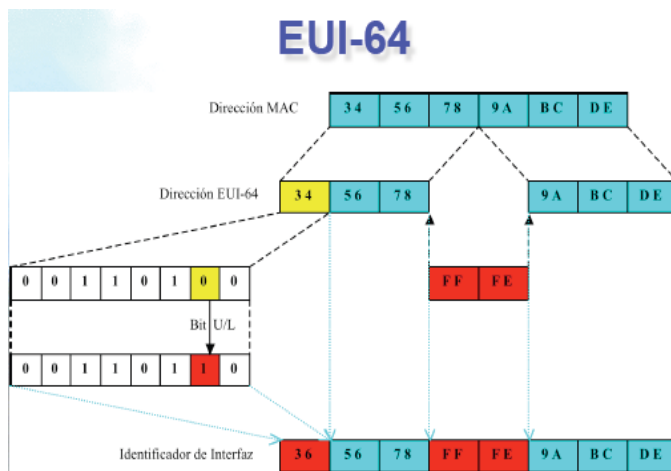 EUI-64
Dirección MAC 34 56 78 9A BC DE
Dirección EUI-64 34 56 78 9A BC DE
0 0 1 1 0 1 0 0 FF FE
Bit U/L
0 0 1 1 0 1 1 0
Identificador de Interfaz 36 56 78 FF FE 9A BC DE